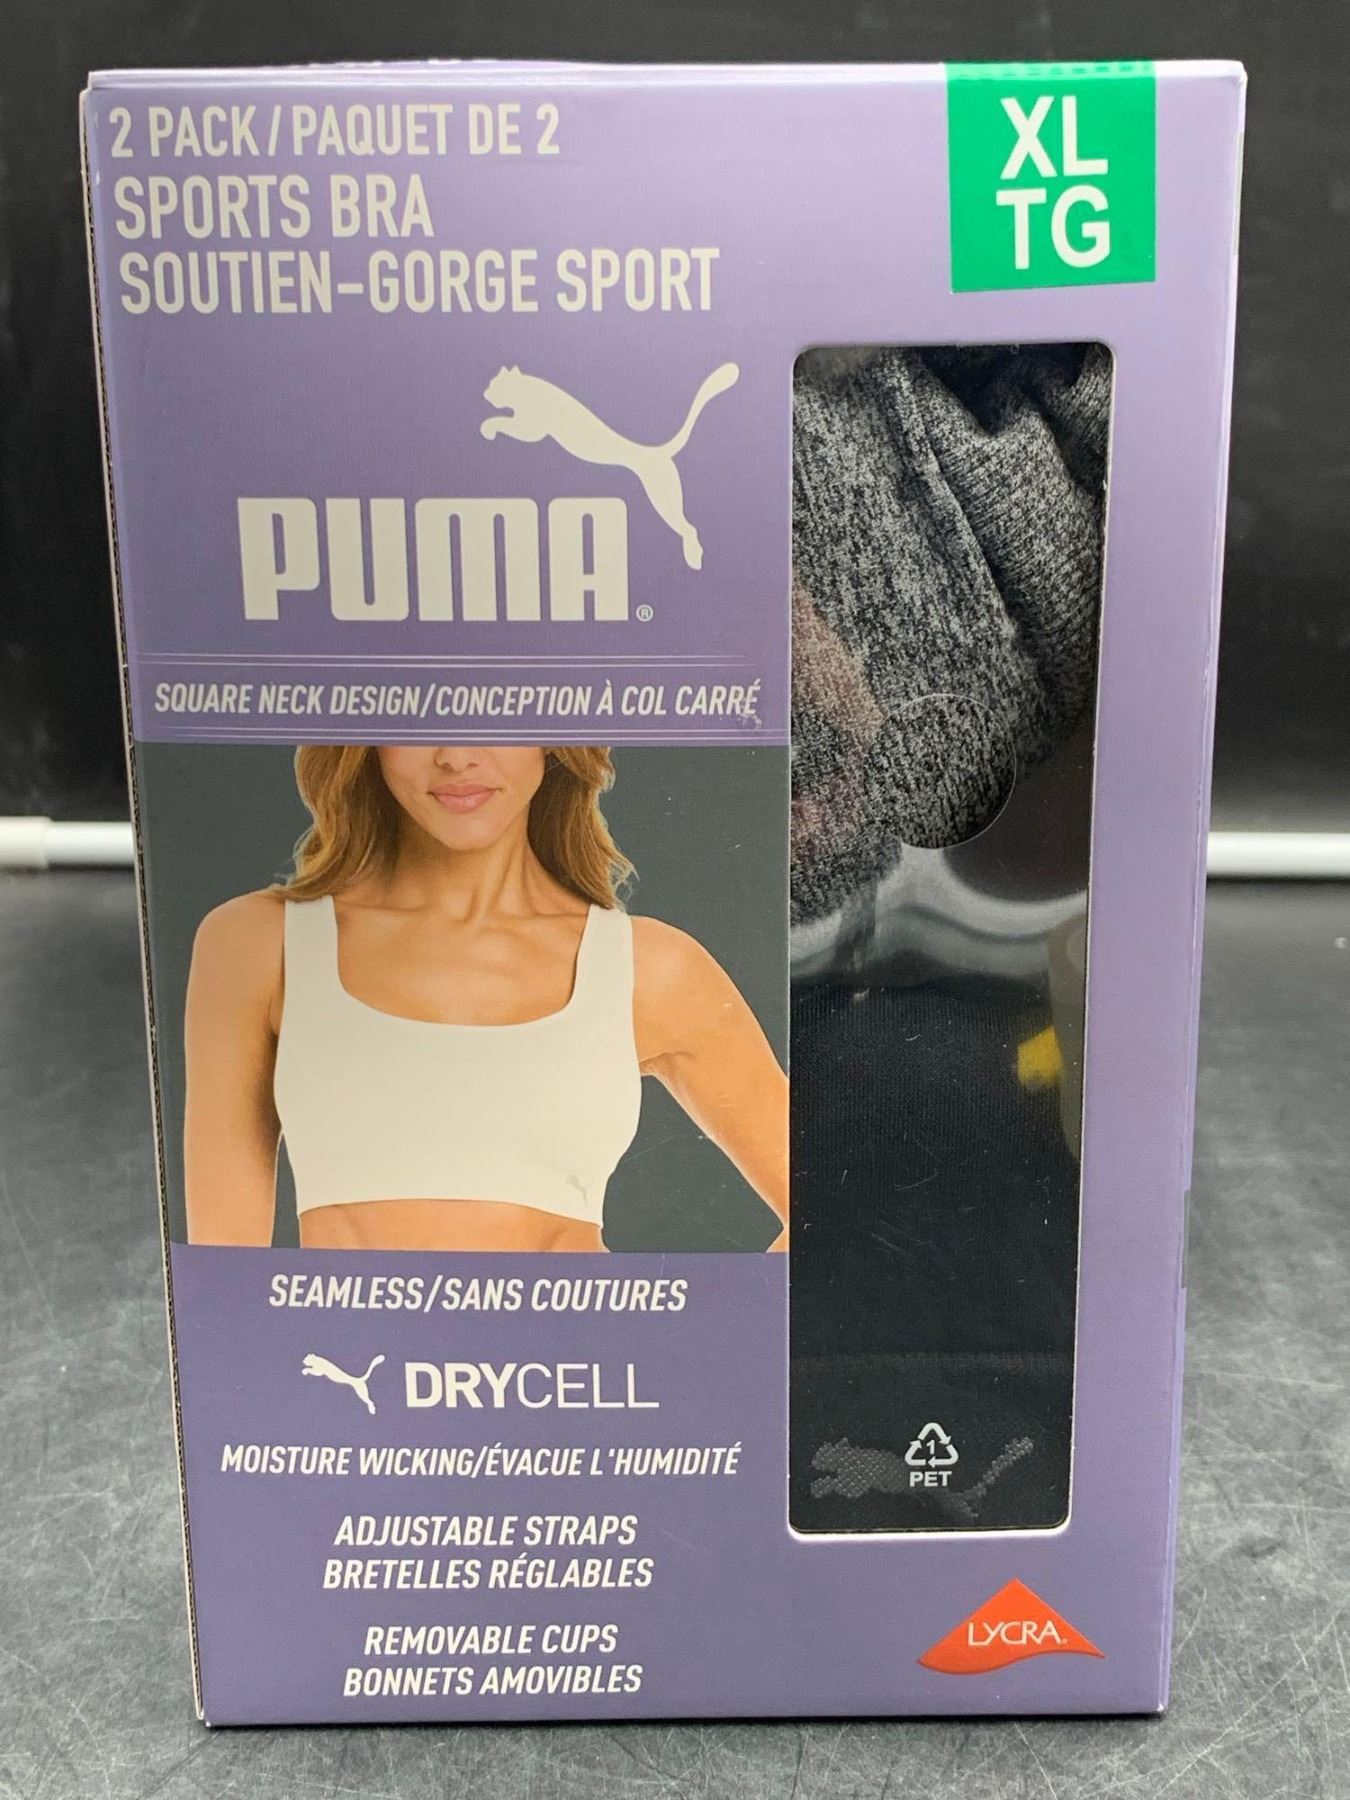 2 PACK/PAQUET DE 2
SPORTS BRA
SOUTIEN-GORGE SPORT
XL
TG
PUMA®
SQUARE NECK DESIGN/CONCEPTION À COL CARRÉ
SEAMLESS/SANS COUTURES
DRYCELL
MOISTURE WICKING/ÉVACUE L'HUMIDITÉ
ADJUSTABLE STRAPS
BRETELLES RÉGLABLES
REMOVABLE CUPS
BONNETS AMOVIBLES
1
PET
LYCRA®